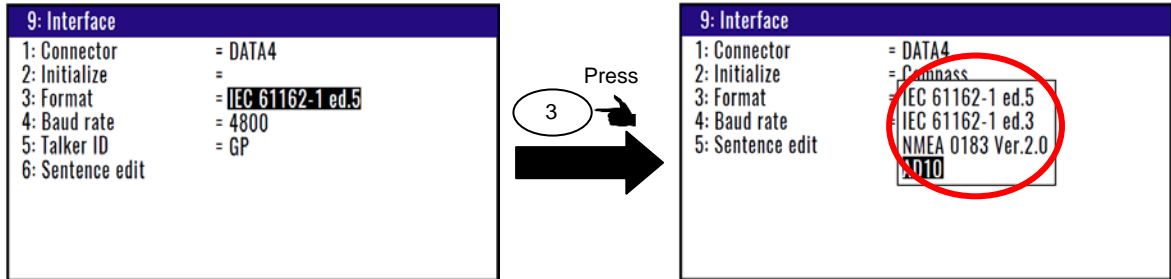 9: Interface
1: Connector = DATA4
2: Initialize =
3: Format = IEC 61162-1 ed.5
4: Baud rate = 4800
5: Talker ID = GP
6: Sentence edit
Press
3
9: Interface
1: Connector = DATA4
2: Initialize = Compass
3: Format = IEC 61162-1 ed.5
4: Baud rate = IEC 61162-1 ed.3
5: Sentence edit NMEA 0183 Ver.2.0
AD10